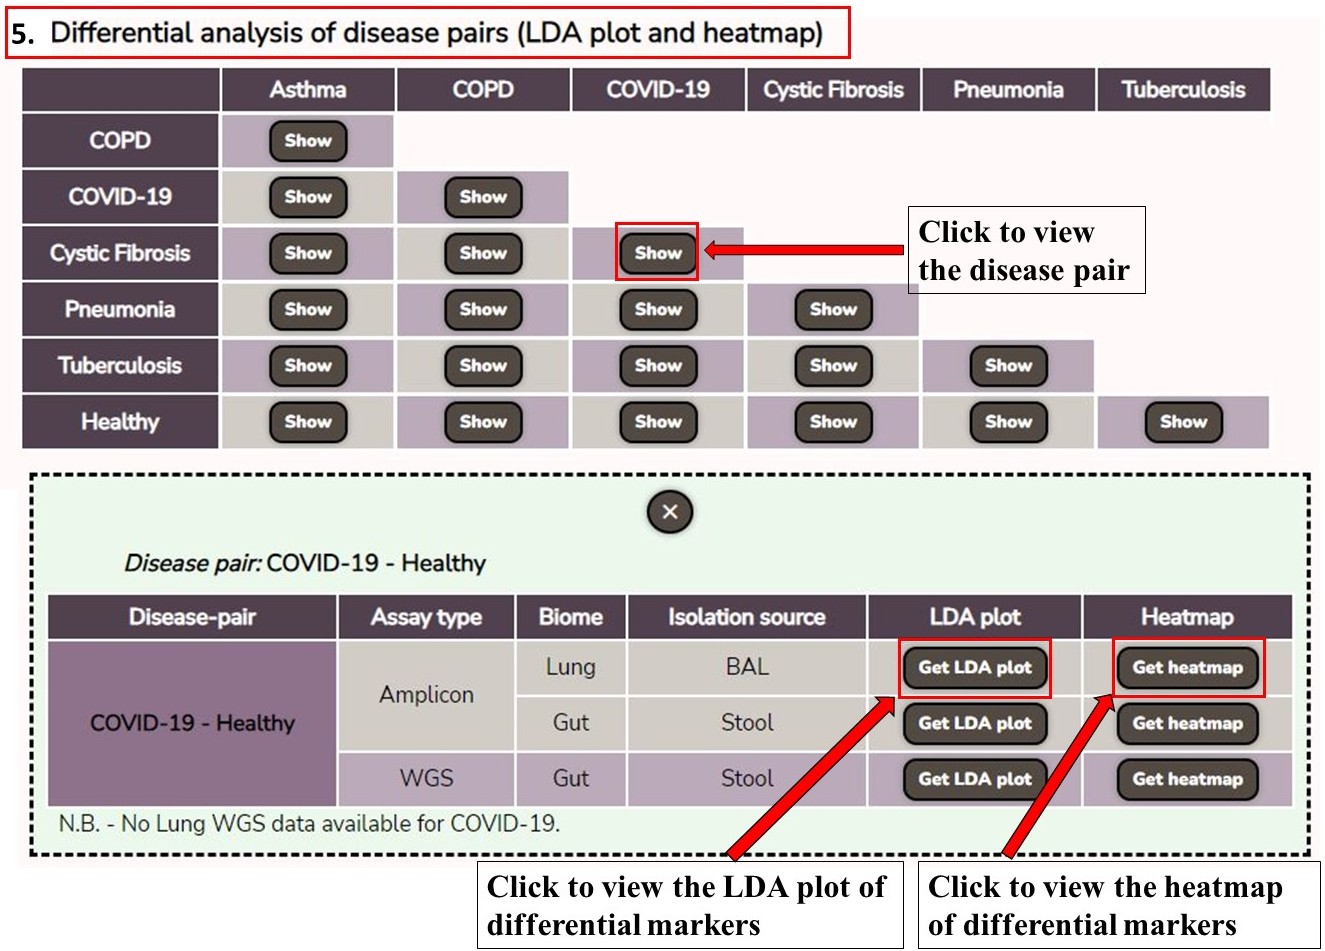 5. Differential analysis of disease pairs (LDA plot and heatmap)
Asthma COPD COVID-19 Cystic Fibrosis Pneumonia Tuberculosis
COPD Show
COVID-19 Show Show
Cystic Fibrosis Show Show Show
Click to view
the disease pair
Pneumonia Show Show Show Show
Tuberculosis Show Show Show Show Show
Healthy Show Show Show Show Show Show
×
Disease pair: COVID-19 - Healthy
Disease-pair Assay type Biome Isolation source LDA plot Heatmap
COVID-19 - Healthy
Amplicon
Lung BAL Get LDA plot Get heatmap
Gut Stool Get LDA plot Get heatmap
WGS Gut Stool Get LDA plot Get heatmap
N.B. - No Lung WGS data available for COVID-19.
Click to view the LDA plot of
differential markers
Click to view the heatmap
of differential markers